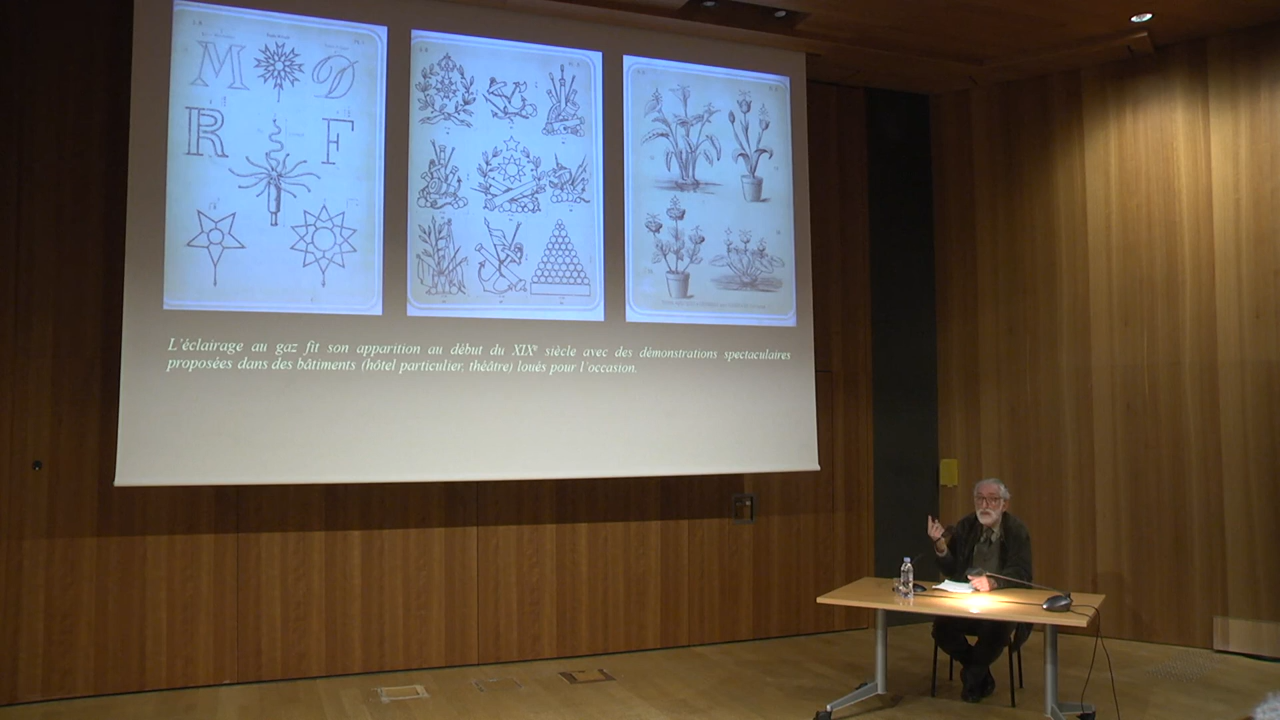 M
D
R
F
L'éclairage au gaz fit son apparition au début du XIXe siècle avec des démonstrations spectaculaires
proposées dans des bâtiments (hôtel particulier, théâtre) loués pour l'occasion.